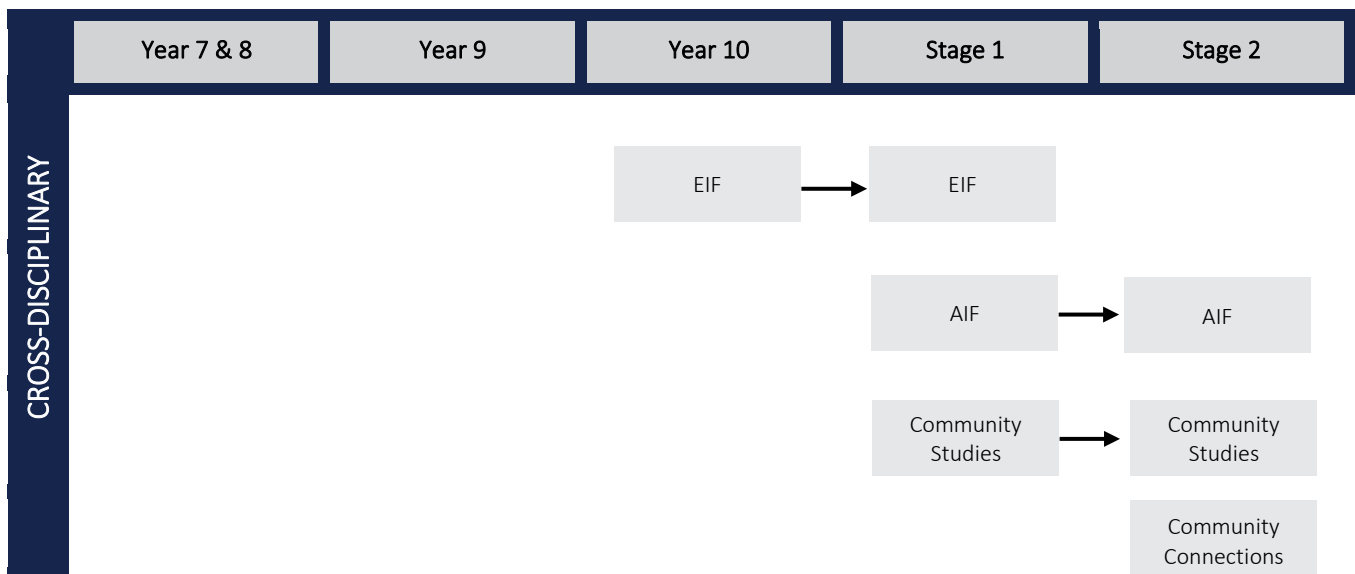 Year 7 & 8
Year 9
Year 10
Stage 1
Stage 2
CROSS-DISCIPLINARY
EIF
EIF
AIF
AIF
Community
Studies
Community
Studies
Community
Connections